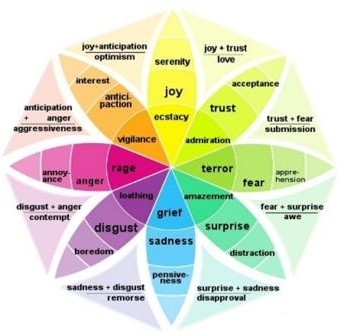 joy+anticipation
optimism
joy + trust
love
serenity
interest
joy
acceptance
antici-
paction
trust
anticipation
+ anger
aggressiveness
ecstacy
trust + fear
submission
vigilance
admiration
annoy-
ance
anger
rage
terror
fear
appre-
hension
loathing
amazement
disgust + anger
contempt
grief
fear + surprise
awe
disgust
surprise
sadness
boredom
distraction
pensive-
ness
sadness + disgust
remorse
surprise + sadness
disapproval